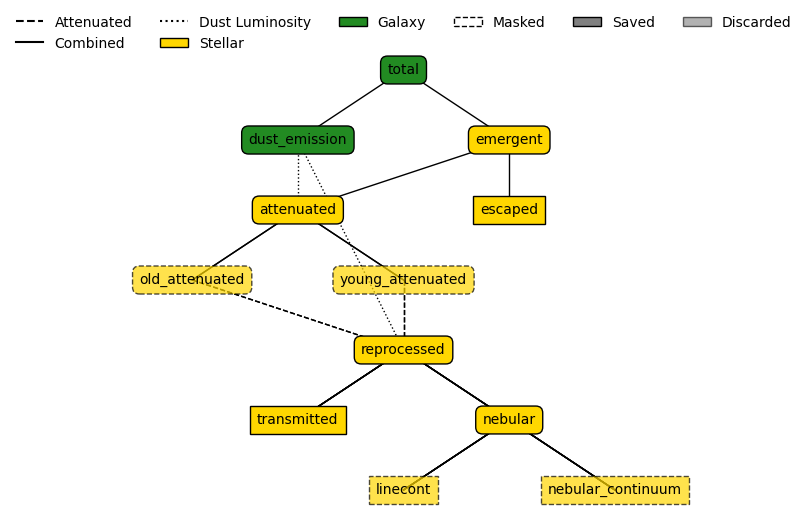 Attenuated
Dust Luminosity
Galaxy
Masked
Saved
Discarded
Combined
Stellar
total
dust_emission
emergent
attenuated
escaped
old_attenuated
young_attenuated
reprocessed
transmitted
nebular
linecont
nebular_continuum